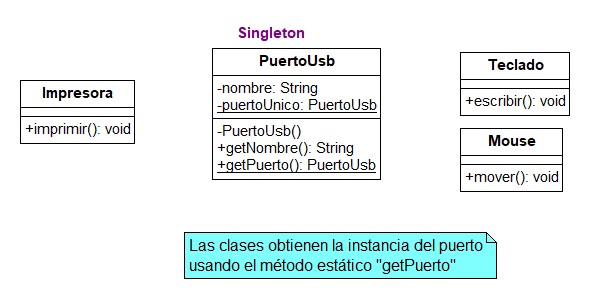 Singleton
Impresora
+imprimir(): void
PuertoUsb
-nombre: String
-puertoUnico: PuertoUsb
-PuertoUsb()
+getNombre(): String
+getPuerto(): PuertoUsb
Teclado
+escribir(): void
Mouse
+mover(): void
Las clases obtienen la instancia del puerto
usando el método estático "getPuerto"